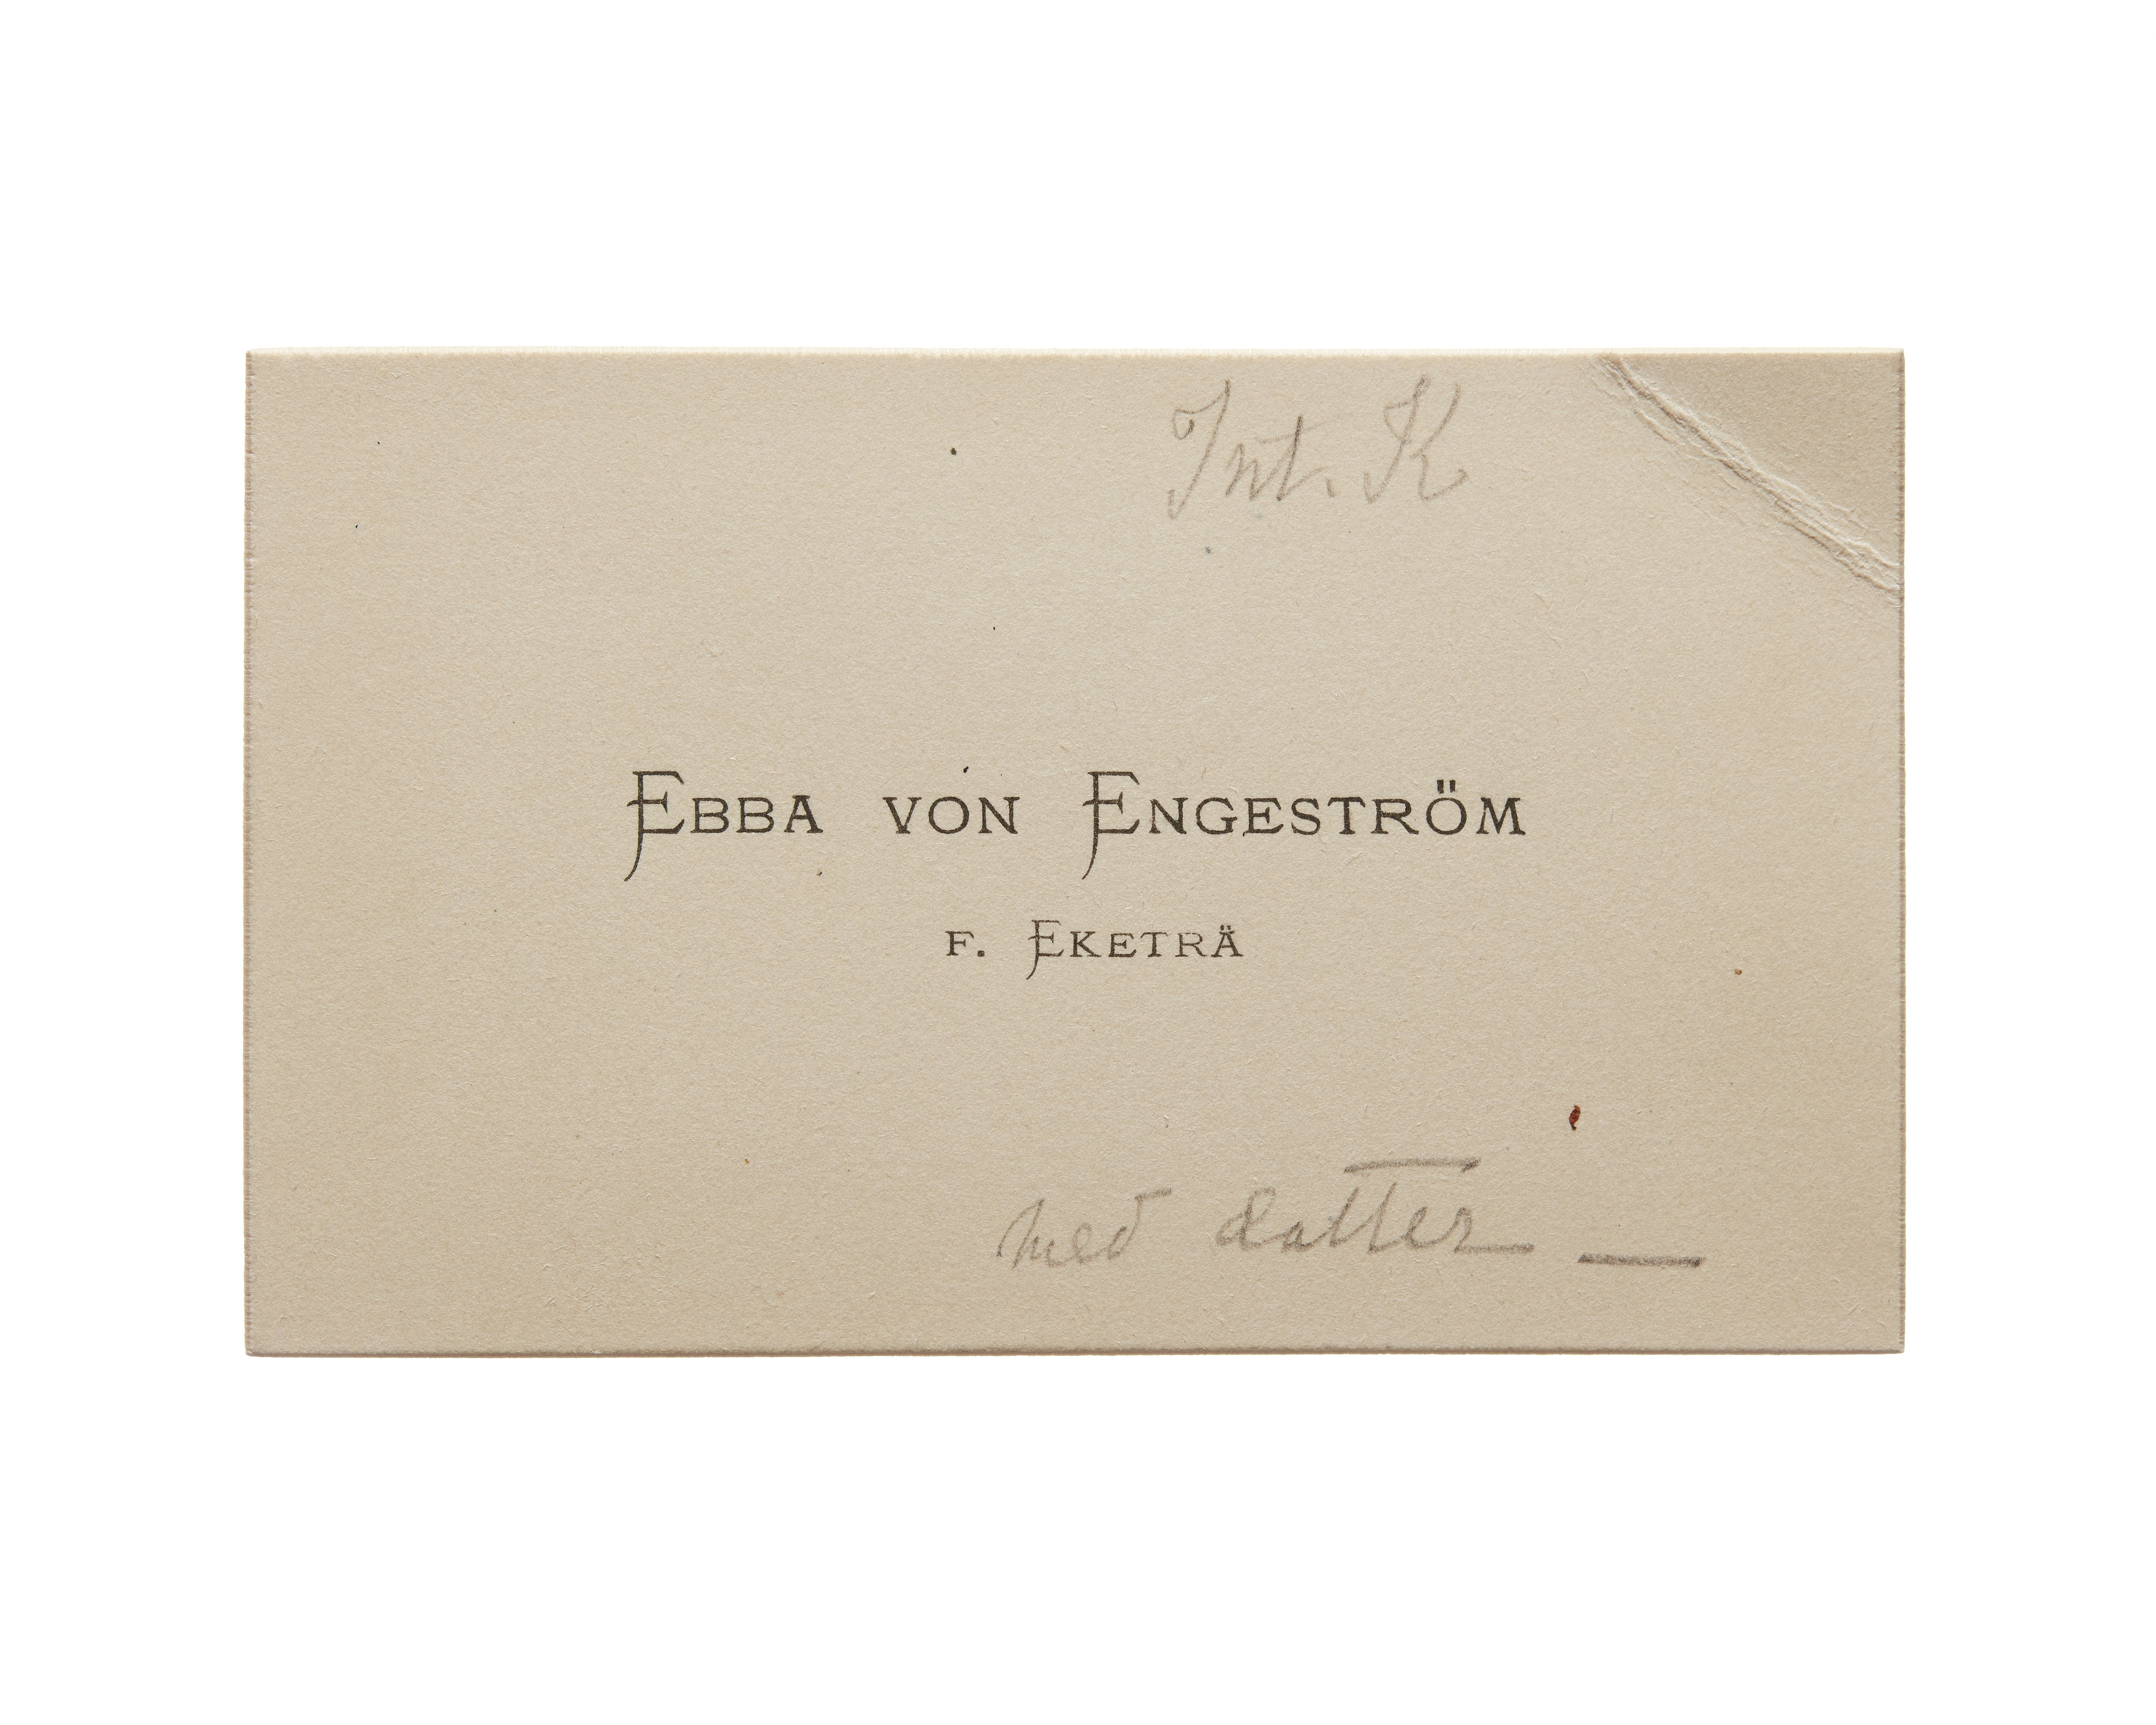 Int. K
EBBA VON ENGESTRÖM
F. EKETRÄ
med dotter —